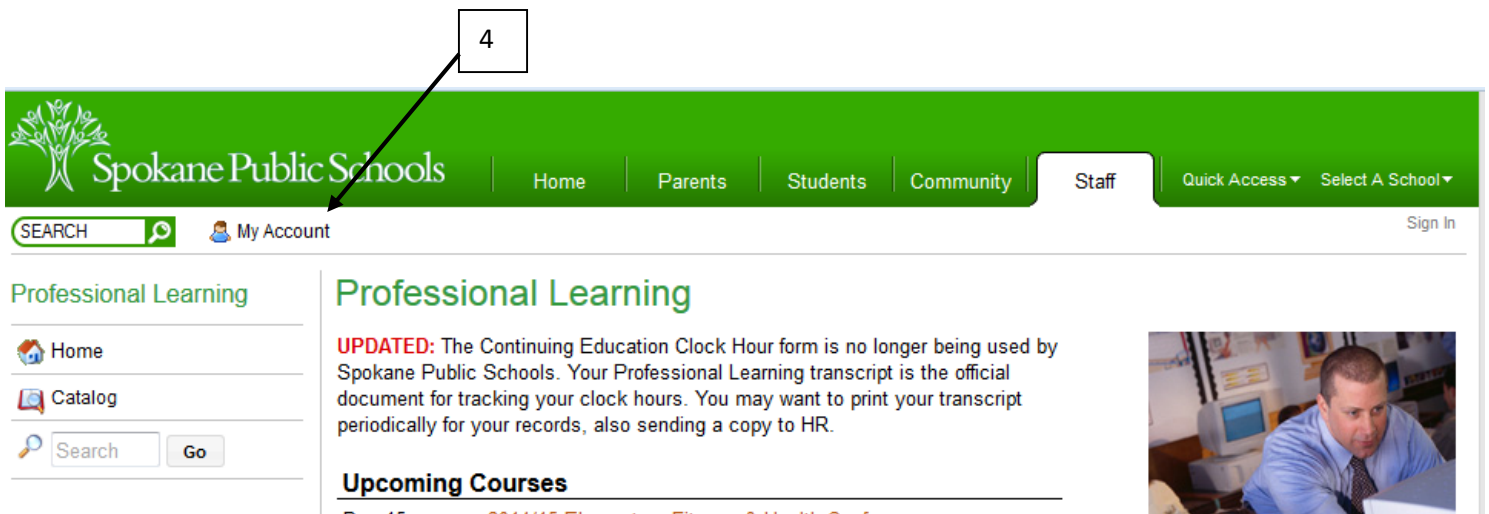 4
Spokane Public Schools
Home Parents Students Community Staff Quick Access Select A School
SEARCH My Account Sign In
Professional Learning
Home
Catalog
Search Go
Professional Learning
UPDATED: The Continuing Education Clock Hour form is no longer being used by
Spokane Public Schools. Your Professional Learning transcript is the official
document for tracking your clock hours. You may want to print your transcript
periodically for your records, also sending a copy to HR.
Upcoming Courses